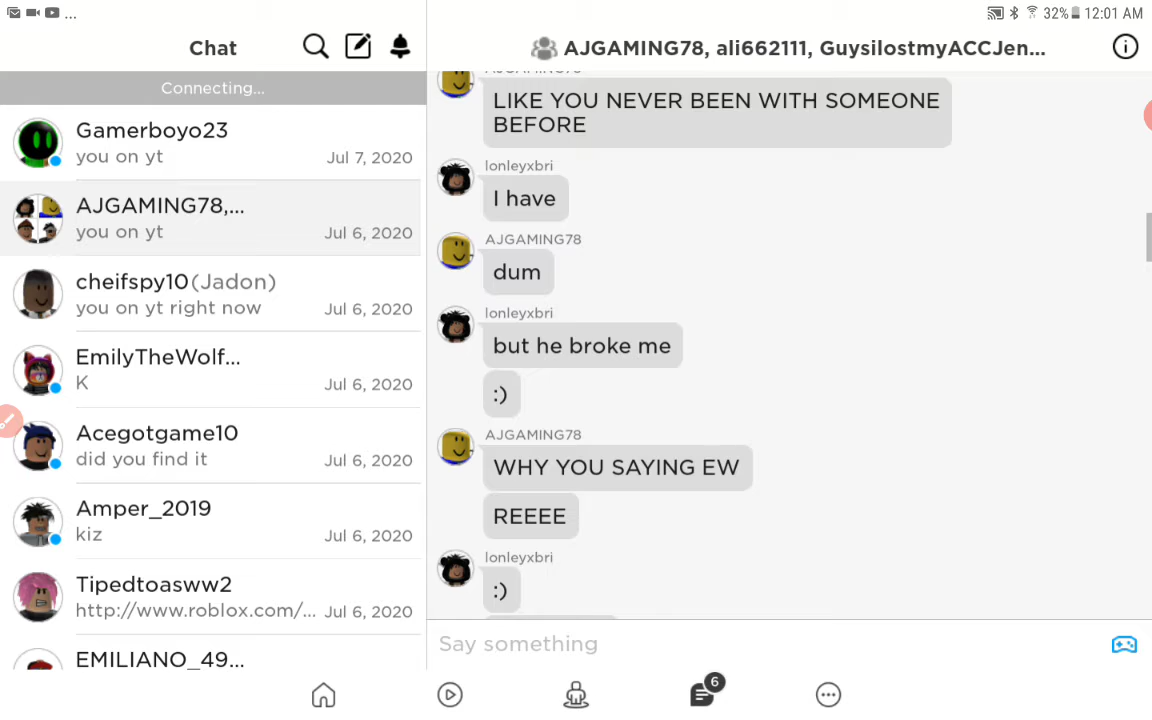 ...
32% 12:01 AM
Chat
AJGAMING78, ali662111, GuysilostmyACCJen...
Connecting...
Gamerboyo23
you on yt
Jul 7, 2020
AJGAMING78,...
you on yt
Jul 6, 2020
cheifspy10(Jadon)
you on yt right now
Jul 6, 2020
EmilyTheWolf...
K
Jul 6, 2020
Acegotgame10
did you find it
Jul 6, 2020
Amper_2019
kiz
Jul 6, 2020
Tipedtoasww2
http://www.roblox.com/...
Jul 6, 2020
EMILIANO_49...
AJGAMING78
LIKE YOU NEVER BEEN WITH SOMEONE
BEFORE
lonleyxbri
I have
AJGAMING78
dum
lonleyxbri
but he broke me
:)
AJGAMING78
WHY YOU SAYING EW
REEEE
lonleyxbri
:)
Say something
6